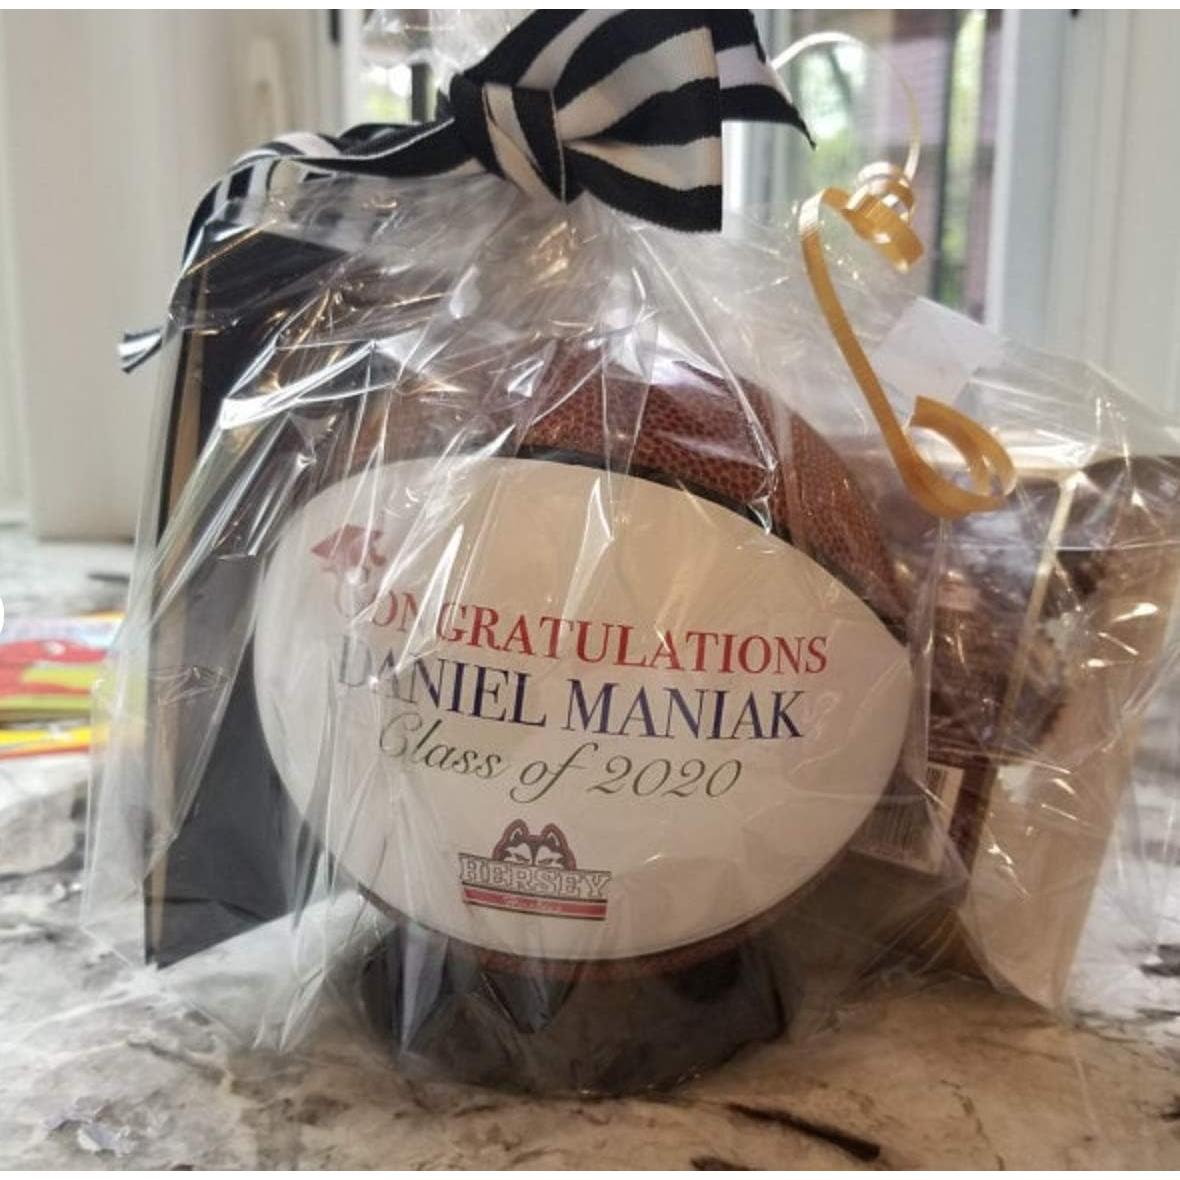 CONGRATULATIONS
DANIEL MANIAK
Class of 2020
HERSEY